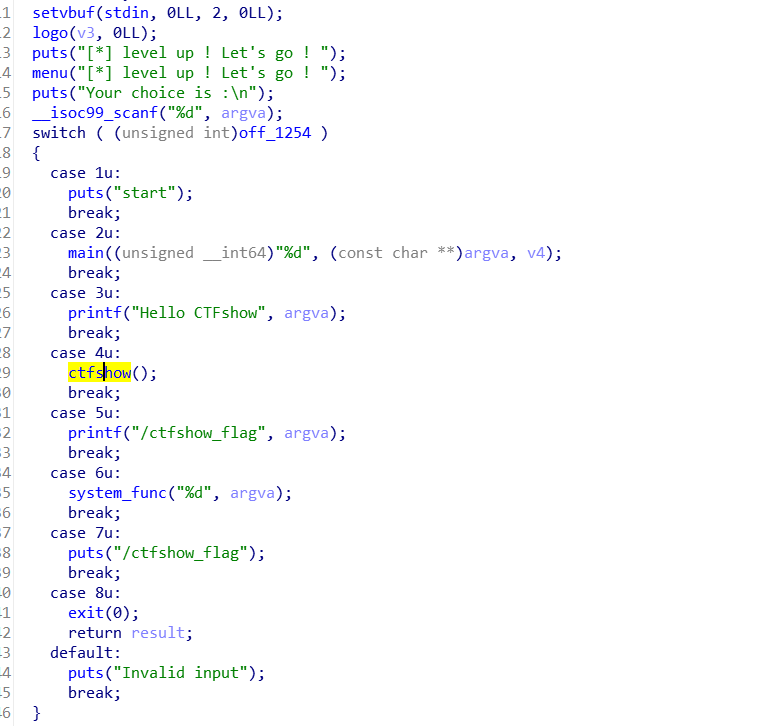 1 setvbuf(stdin, 0LL, 2, 0LL);
2 logo(v3, 0LL);
3 puts("[*] level up ! Let's go ! ");
4 menu("[*] level up ! Let's go ! ");
5 puts("Your choice is :\n");
6 __isoc99_scanf("%d", argva);
7 switch ( (unsigned int)off_1254 )
8 {
9 case 1u:
0 puts("start");
1 break;
2 case 2u:
3 main((unsigned __int64)"%d", (const char **)argva, v4);
4 break;
5 case 3u:
6 printf("Hello CTFshow", argva);
7 break;
8 case 4u:
9 ctfshow();
0 break;
1 case 5u:
2 printf("/ctfshow_flag", argva);
3 break;
4 case 6u:
5 system_func("%d", argva);
6 break;
7 case 7u:
8 puts("/ctfshow_flag");
9 break;
0 case 8u:
1 exit(0);
2 return result;
3 default:
4 puts("Invalid input");
5 break;
6 }